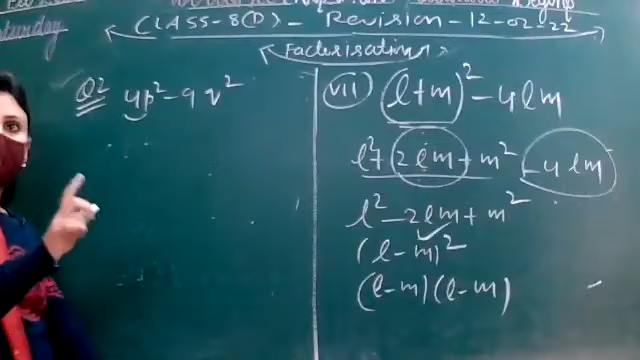 CLASS-8(D) - Revision - 12-02-22
Saturday
Factorisation
Q2 4p²-9q²
vii) (l+m)² - 4lm
l²+2lm+m² -4lm
l²-2lm+m²
(l-m)²
(l-m)(l-m)